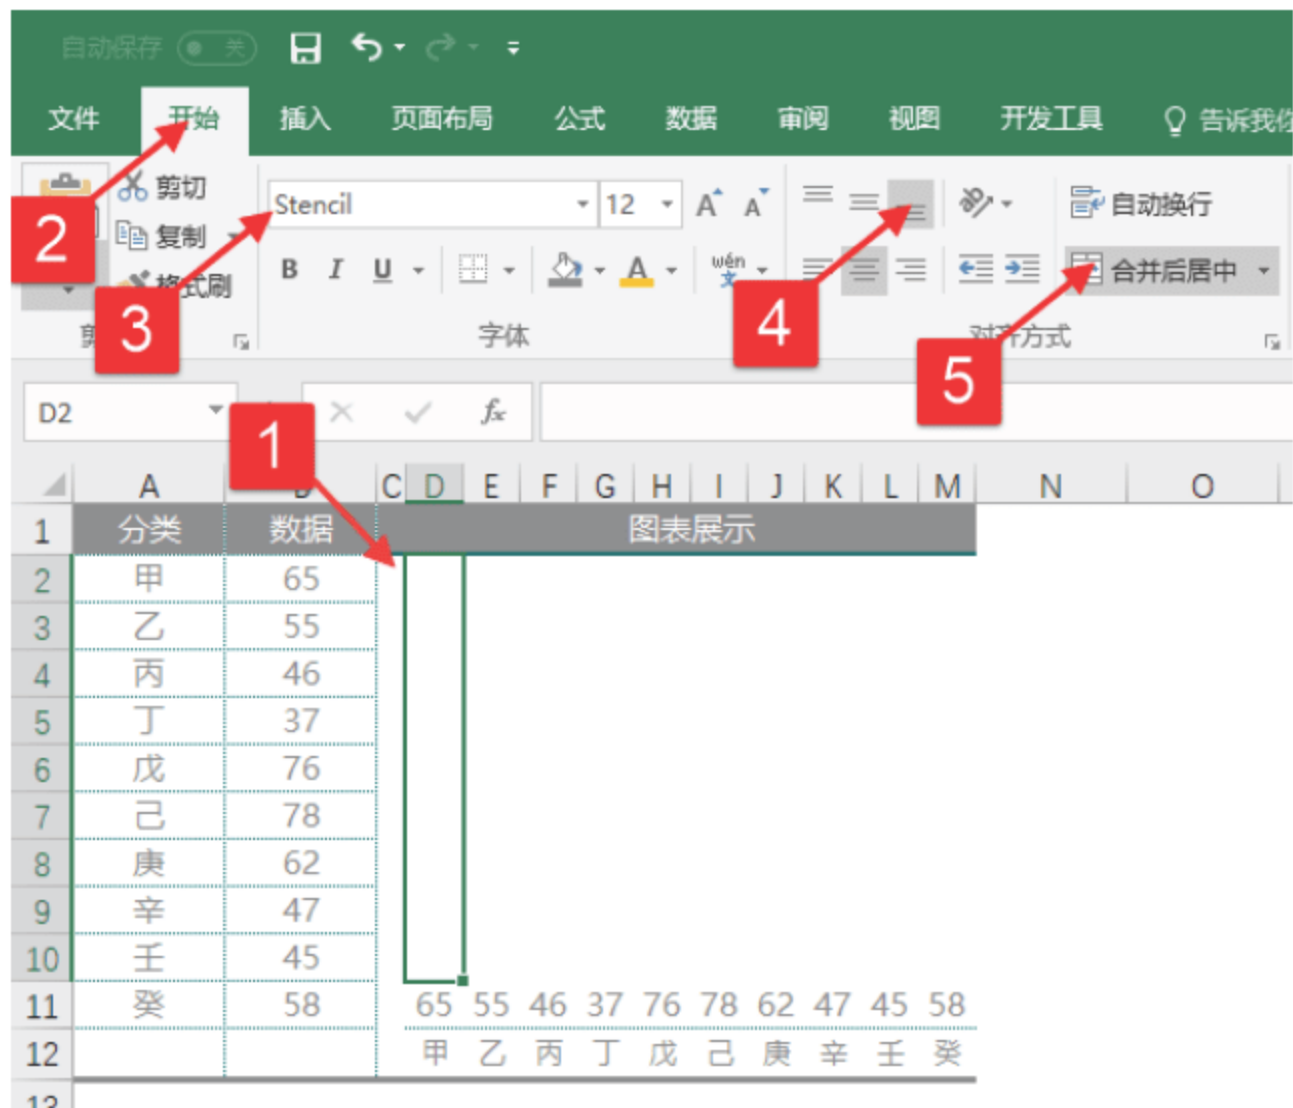 自动保存 关
文件 开始 插入 页面布局 公式 数据 审阅 视图 开发工具 告诉我你
剪切
Stencil 12 A A 自动换行
2
复制
B I U A wén 文 合并后居中
格式刷
3 4
字体 对齐方式
5
D2 fx
1
A C D E F G H I J K L M N O
1 分类 数据 图表展示
2 甲 65
3 乙 55
4 丙 46
5 丁 37
6 戊 76
7 己 78
8 庚 62
9 辛 47
10 壬 45
11 癸 58 65 55 46 37 76 78 62 47 45 58
12 甲 乙 丙 丁 戊 己 庚 辛 壬 癸
13